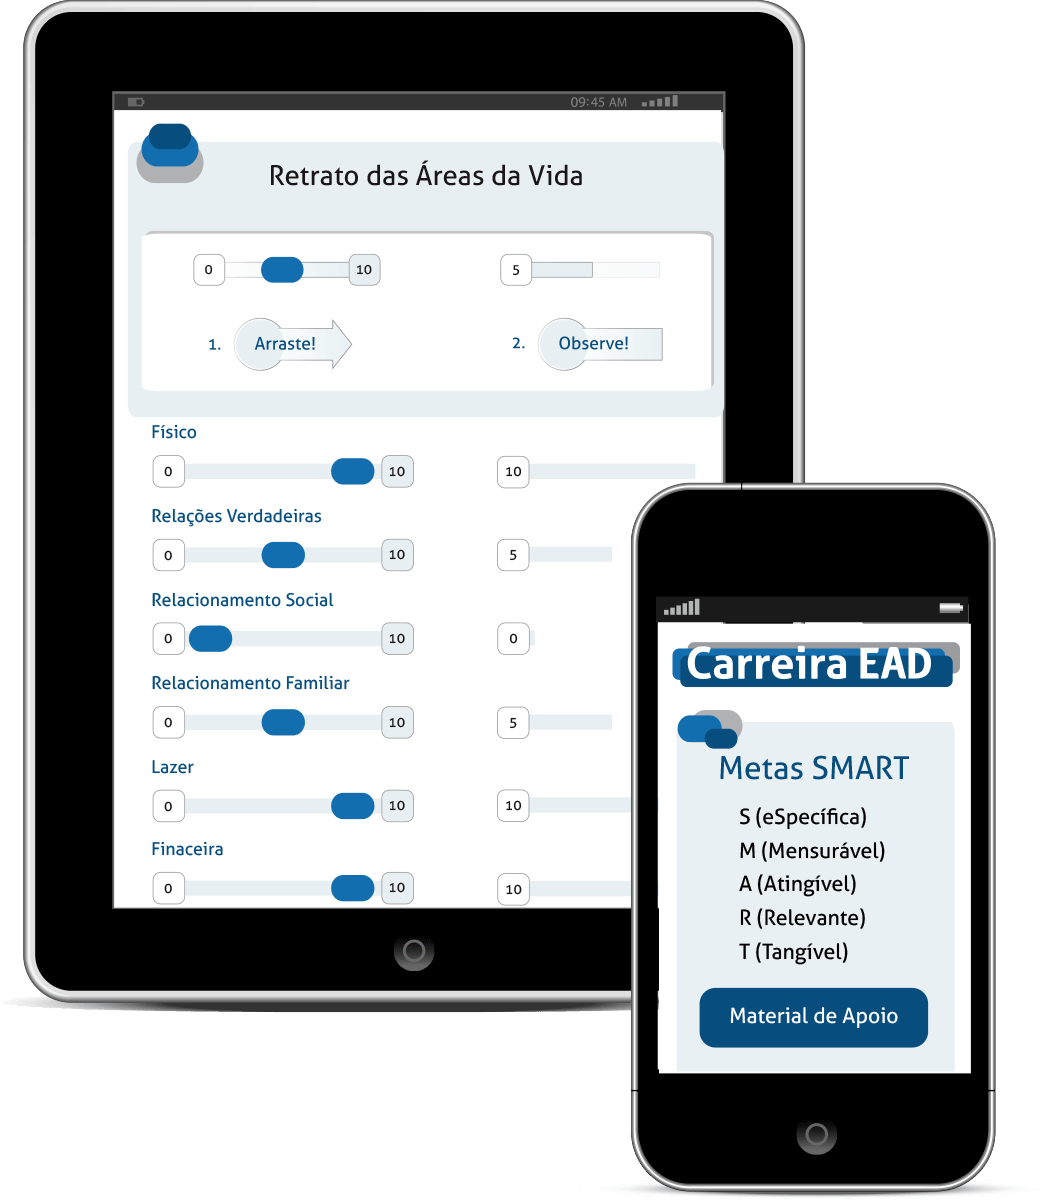 09:45 AM
Retrato das Áreas da Vida
0 10 5
1. Arraste! 2. Observe!
Físico
0 10 10
Relações Verdadeiras
0 10 5
Relacionamento Social
0 10 0
Relacionamento Familiar
0 10 5
Lazer
0 10 10
Finaceira
0 10 10
Carreira EAD
Metas SMART
S (eSpecífica)
M (Mensurável)
A (Atingível)
R (Relevante)
T (Tangível)
Material de Apoio